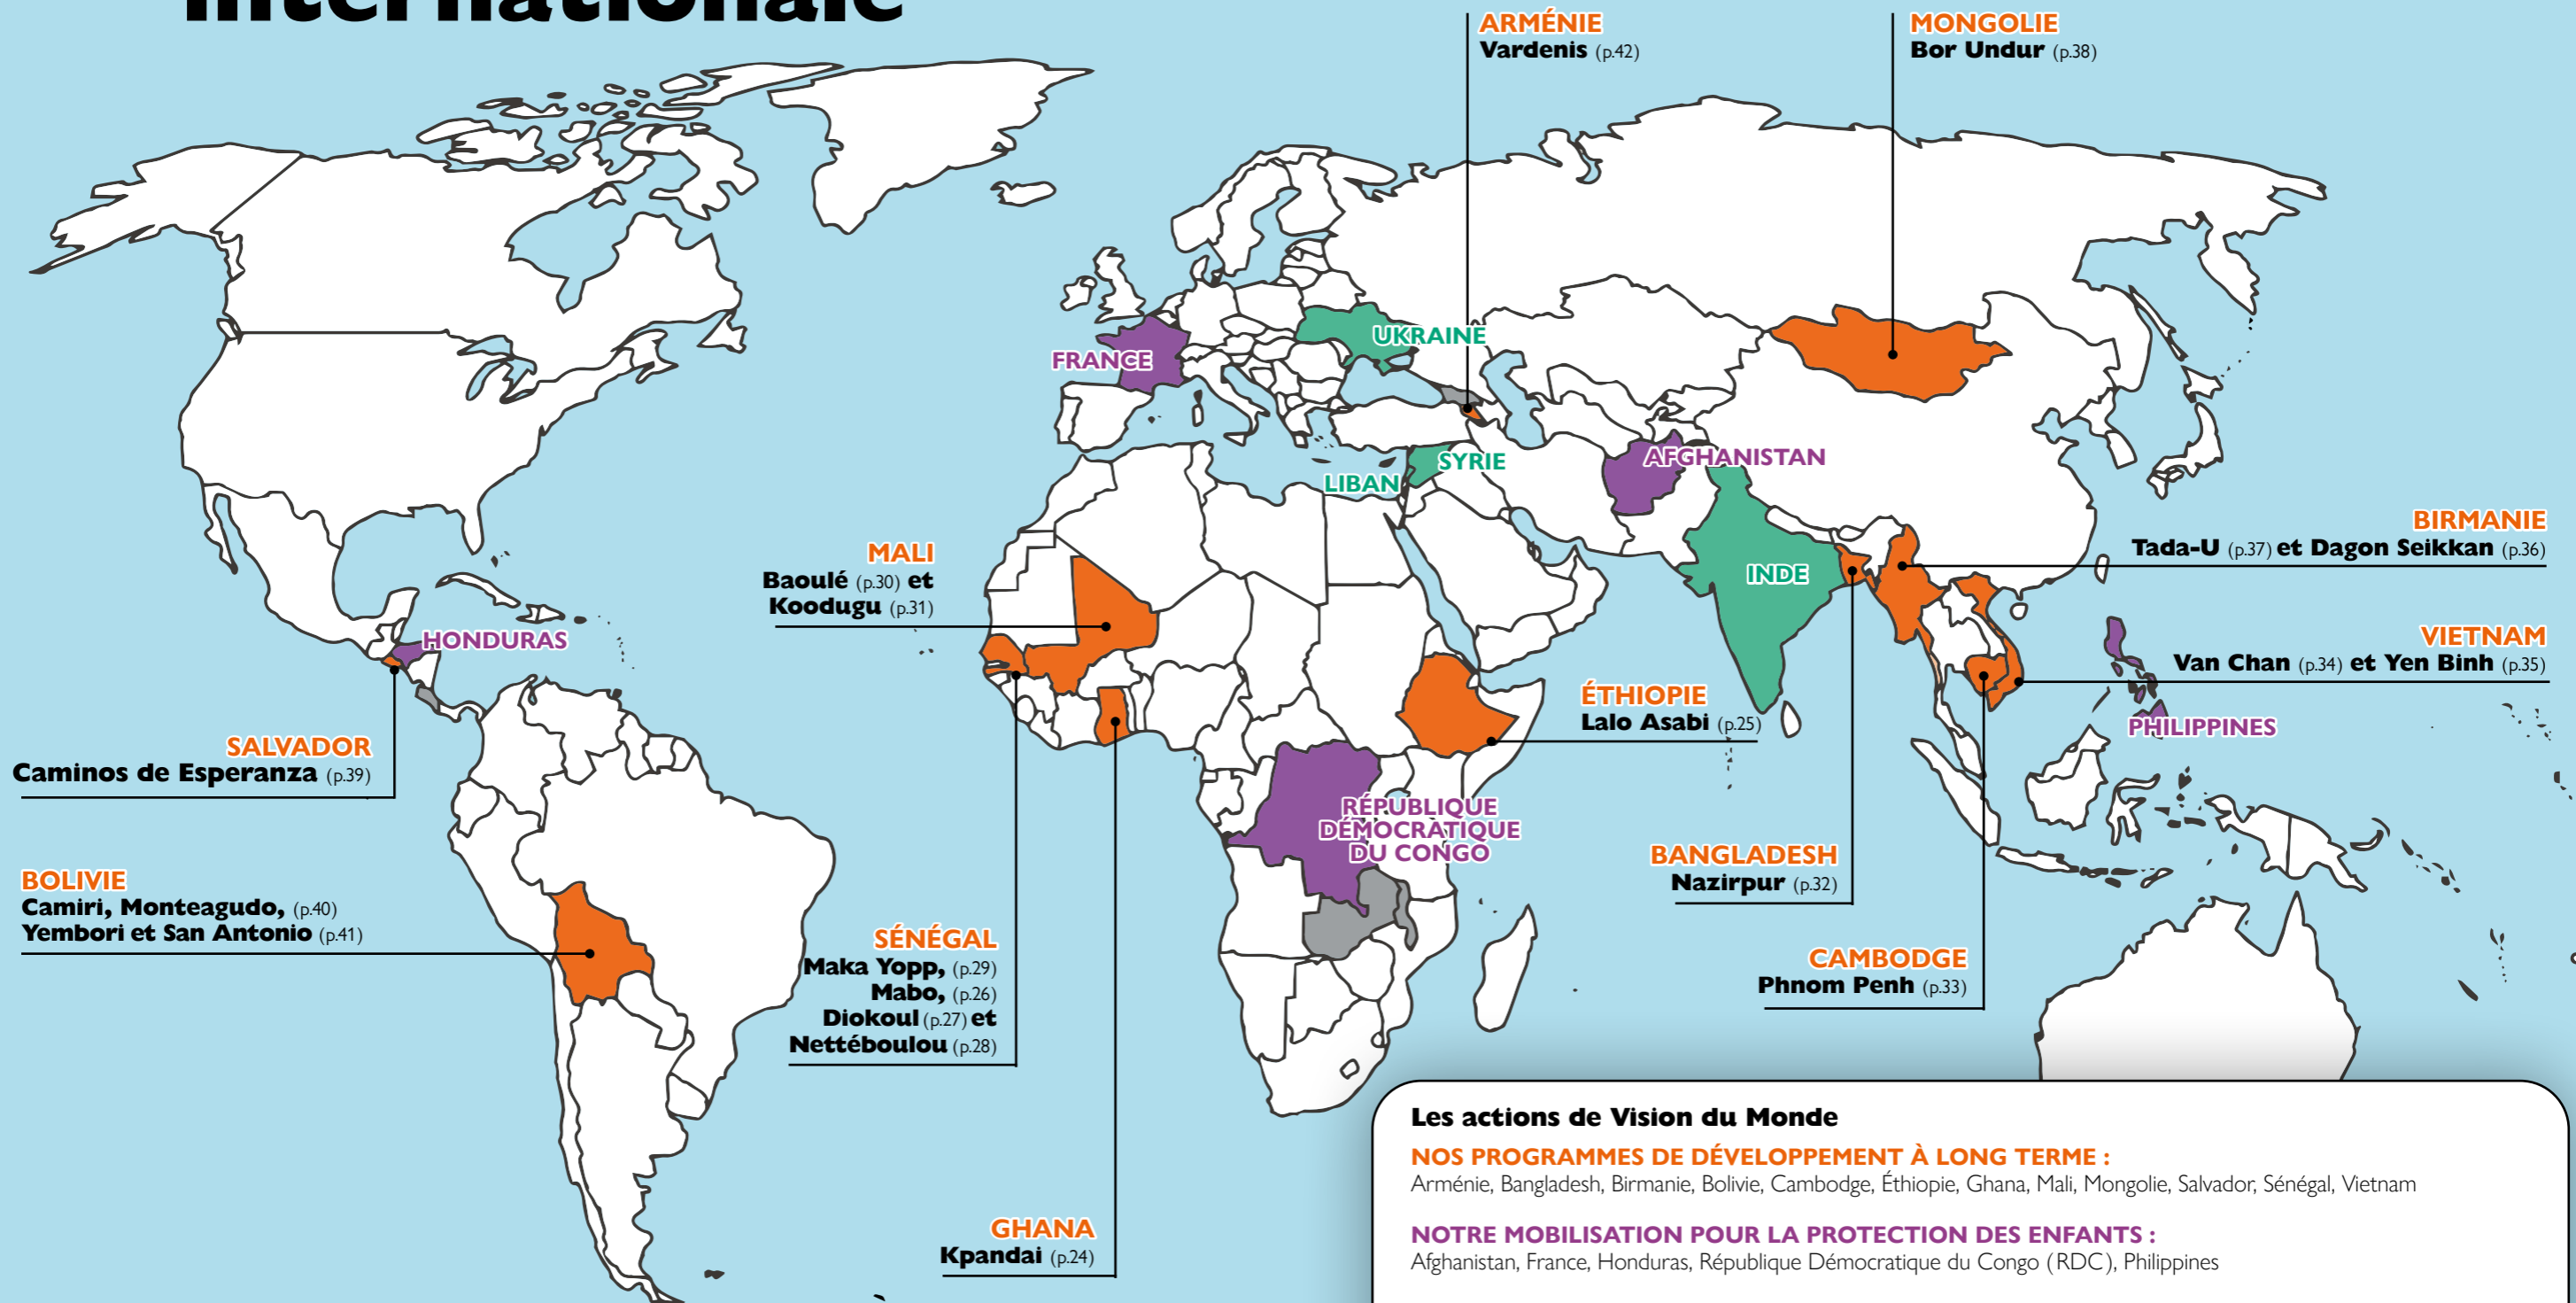 internationale
ARMÉNIE
Vardenis (p.42)
MONGOLIE
Bor Undur (p.38)
UKRAINE
FRANCE
SYRIE
LIBAN
AFGHANISTAN
BIRMANIE
Tada-U (p.37) et Dagon Seikkan (p.36)
MALI
Baoulé (p.30) et
Koodugu (p.31)
INDE
HONDURAS
VIETNAM
Van Chan (p.34) et Yen Binh (p.35)
ÉTHIOPIE
Lalo Asabi (p.25)
PHILIPPINES
SALVADOR
Caminos de Esperanza (p.39)
RÉPUBLIQUE
DÉMOCRATIQUE
DU CONGO
BANGLADESH
Nazirpur (p.32)
BOLIVIE
Camiri, Monteagudo, (p.40)
Yembori et San Antonio (p.41)
SÉNÉGAL
Maka Yopp, (p.29)
Mabo, (p.26)
Diokoul (p.27) et
Nettéboulou (p.28)
CAMBODGE
Phnom Penh (p.33)
GHANA
Kpandai (p.24)
Les actions de Vision du Monde
NOS PROGRAMMES DE DÉVELOPPEMENT À LONG TERME :
Arménie, Bangladesh, Birmanie, Bolivie, Cambodge, Éthiopie, Ghana, Mali, Mongolie, Salvador, Sénégal, Vietnam
NOTRE MOBILISATION POUR LA PROTECTION DES ENFANTS :
Afghanistan, France, Honduras, République Démocratique du Congo (RDC), Philippines